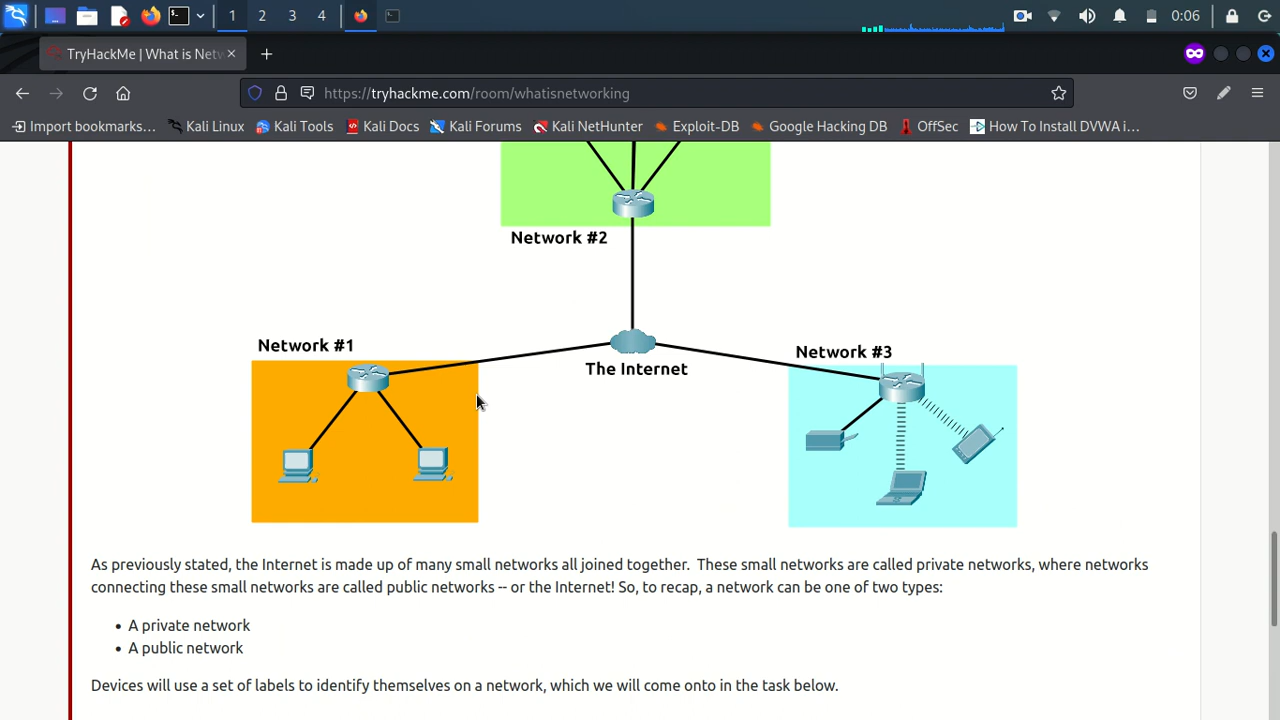 1 2 3 4 0:06
TryHackMe | What is Netw
https://tryhackme.com/room/whatisnetworking
Import bookmarks... Kali Linux Kali Tools Kali Docs Kali Forums Kali NetHunter Exploit-DB Google Hacking DB OffSec How To Install DVWA i...
Network #2
Network #1
Network #3
The Internet
As previously stated, the Internet is made up of many small networks all joined together.  These small networks are called private networks, where networks
connecting these small networks are called public networks -- or the Internet! So, to recap, a network can be one of two types:
• A private network
• A public network
Devices will use a set of labels to identify themselves on a network, which we will come onto in the task below.